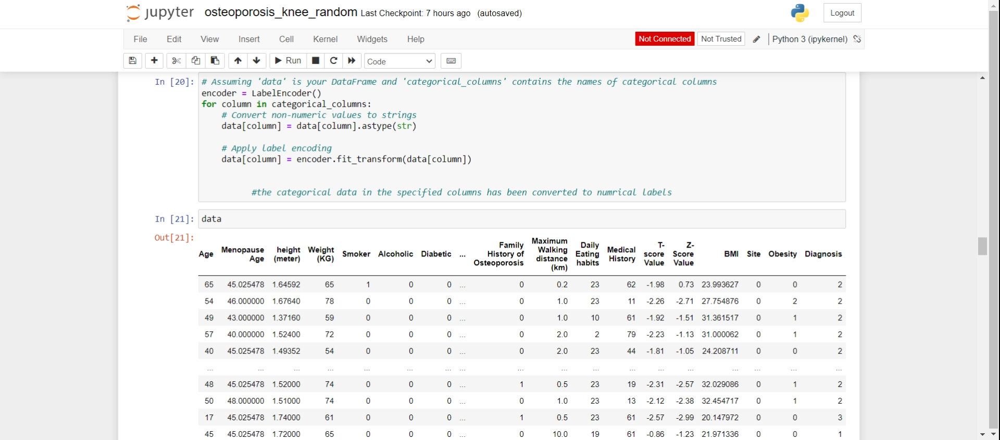 jupyter osteoporosis_knee_random Last Checkpoint: 7 hours ago (autosaved) Logout
File Edit View Insert Cell Kernel Widgets Help Not Connected Not Trusted Python 3 (ipykernel)
Run Code
In [20]: # Assuming 'data' is your DataFrame and 'categorical_columns' contains the names of categorical columns
encoder = LabelEncoder()
for column in categorical_columns:
# Convert non-numeric values to strings
data[column] = data[column].astype(str)
# Apply label encoding
data[column] = encoder.fit_transform(data[column])
#the categorical data in the specified columns has been converted to numrical labels
In [21]: data
Out[21]:
Age Menopause Age height (meter) Weight (KG) Smoker Alcoholic Diabetic ... Family History of Osteoporosis Maximum Walking distance (km) Daily Eating habits Medical History T-score Value Z-Score Value BMI Site Obesity Diagnosis
65 45.025478 1.64592 65 1 0 0 ... 0 0.2 23 62 -1.98 0.73 23.993627 0 0 2
54 46.000000 1.67640 78 0 0 0 ... 0 1.0 23 11 -2.26 -2.71 27.754876 0 2 2
49 43.000000 1.37160 59 0 0 0 ... 0 1.0 10 61 -1.92 -1.51 31.361517 0 1 2
57 40.000000 1.52400 72 0 0 0 ... 0 2.0 2 79 -2.23 -1.13 31.000062 0 1 2
40 45.025478 1.49352 54 0 0 0 ... 0 2.0 23 44 -1.81 -1.05 24.208711 0 0 2
... ... ... ... ... ... ... ... ... ... ... ... ... ... ... ... ... ...
48 45.025478 1.52000 74 0 0 0 ... 1 0.5 23 19 -2.31 -2.57 32.029086 0 1 2
50 48.000000 1.51000 74 0 0 0 ... 0 1.0 23 13 -2.12 -2.38 32.454717 0 1 2
17 45.025478 1.74000 61 0 0 0 ... 1 0.5 23 61 -2.57 -2.99 20.147972 0 0 3
45 45.025478 1.72000 65 0 0 0 ... 0 10.0 19 61 -0.86 -1.23 21.971336 0 0 1